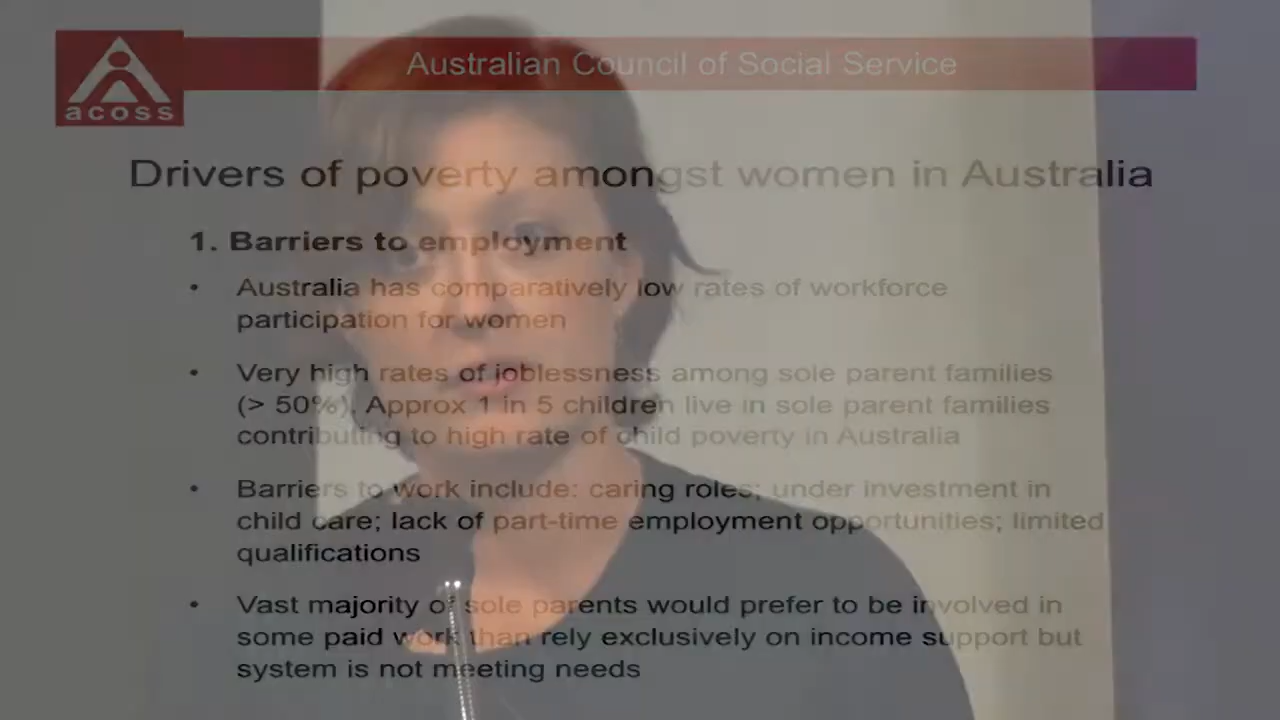 acoss
Australian Council of Social Service
Drivers of poverty amongst women in Australia
1. Barriers to employment
• Australia has comparatively low rates of workforce
participation for women
• Very high rates of joblessness among sole parent families
(> 50%). Approx 1 in 5 children live in sole parent families
contributing to high rate of child poverty in Australia
• Barriers to work include: caring roles; under investment in
child care; lack of part-time employment opportunities; limited
qualifications
• Vast majority of sole parents would prefer to be involved in
some paid work than rely exclusively on income support but
system is not meeting needs